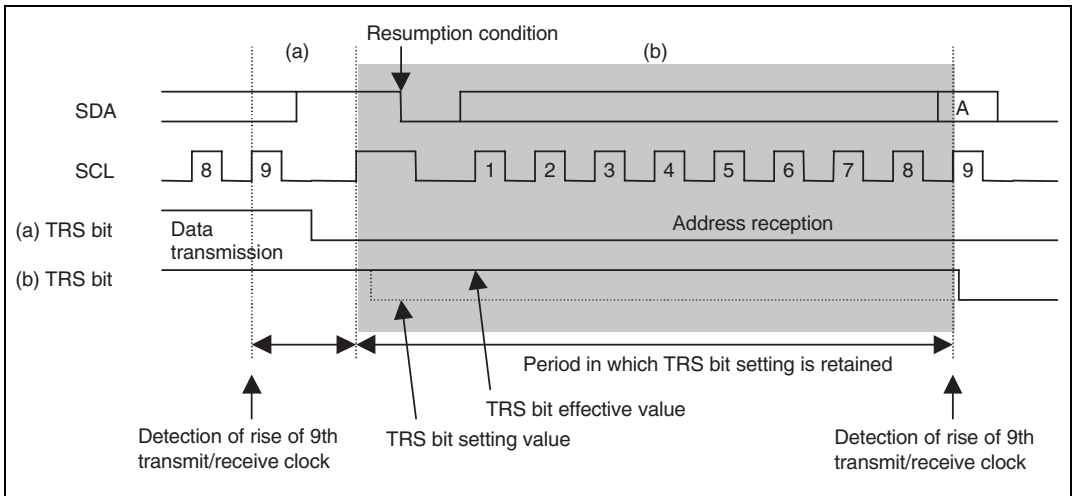 Resumption condition
(a)
(b)
SDA
A
SCL
8 9 1 2 3 4 5 6 7 8 9
(a) TRS bit
Data
transmission
Address reception
(b) TRS bit
Period in which TRS bit setting is retained
TRS bit effective value
Detection of rise of 9th
transmit/receive clock
TRS bit setting value
Detection of rise of 9th
transmit/receive clock